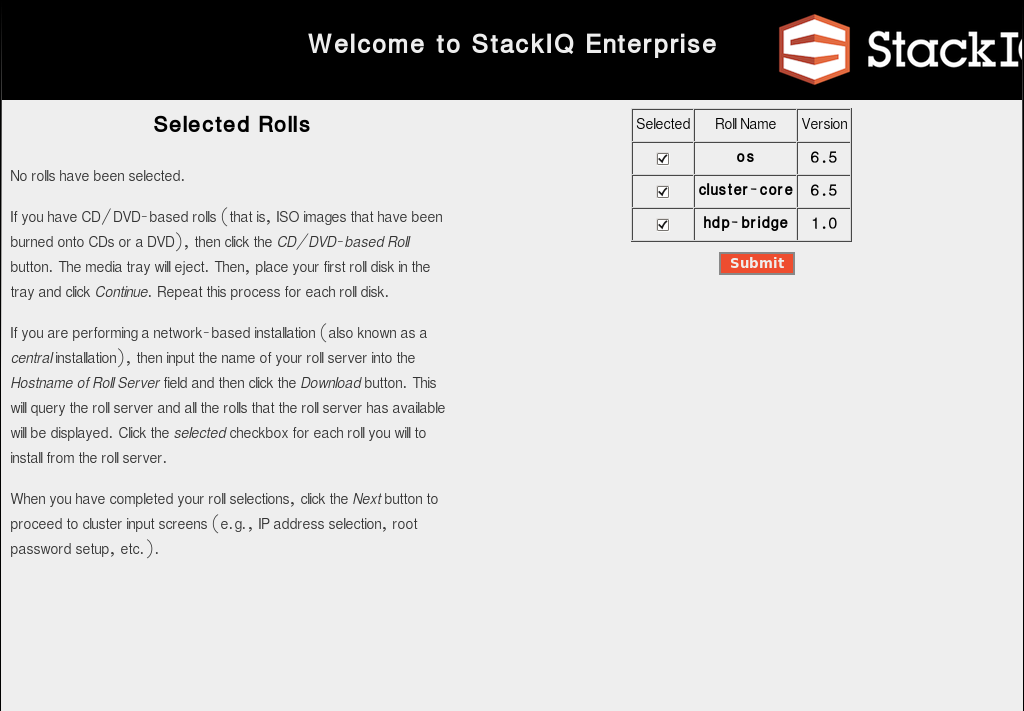 Welcome to StackIQ Enterprise
StackI
Selected Rolls
No rolls have been selected.
If you have CD/DVD-based rolls (that is, ISO images that have been
burned onto CDs or a DVD), then click the CD/DVD-based Roll
button. The media tray will eject. Then, place your first roll disk in the
tray and click Continue. Repeat this process for each roll disk.
If you are performing a network-based installation (also known as a
central installation), then input the name of your roll server into the
Hostname of Roll Server field and then click the Download button. This
will query the roll server and all the rolls that the roll server has available
will be displayed. Click the selected checkbox for each roll you will to
install from the roll server.
When you have completed your roll selections, click the Next button to
proceed to cluster input screens (e.g., IP address selection, root
password setup, etc.).
Selected Roll Name Version
os 6.5
cluster-core 6.5
hdp-bridge 1.0
Submit